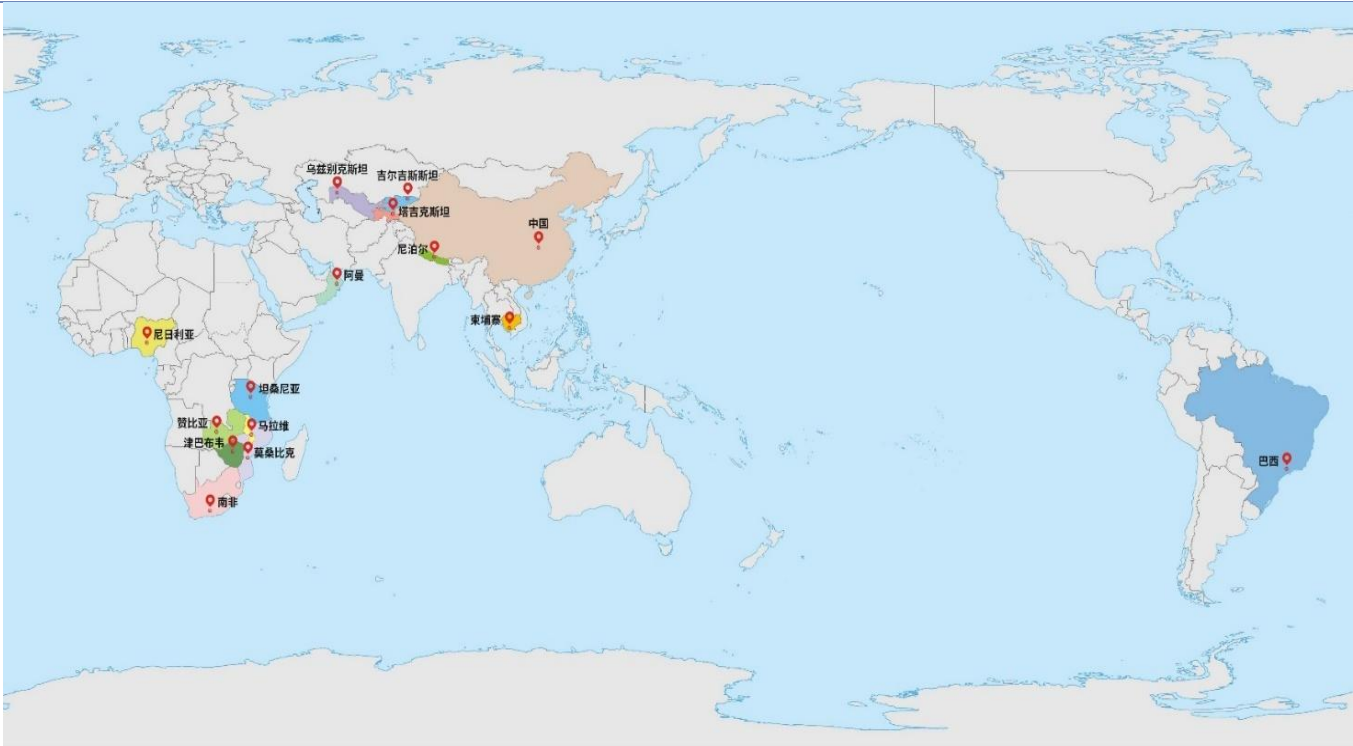 乌兹别克斯坦
吉尔吉斯斯坦
塔吉克斯坦
中国
尼泊尔
阿曼
柬埔寨
尼日利亚
坦桑尼亚
赞比亚
马拉维
津巴布韦
莫桑比克
巴西
南非